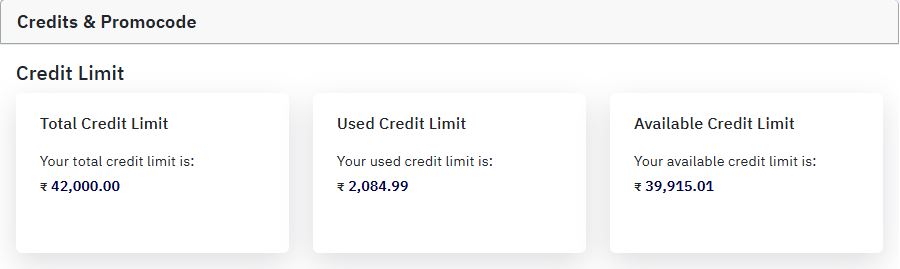 Credits & Promocode
Credit Limit
Total Credit Limit
Your total credit limit is:
₹ 42,000.00
Used Credit Limit
Your used credit limit is:
₹ 2,084.99
Available Credit Limit
Your available credit limit is:
₹ 39,915.01